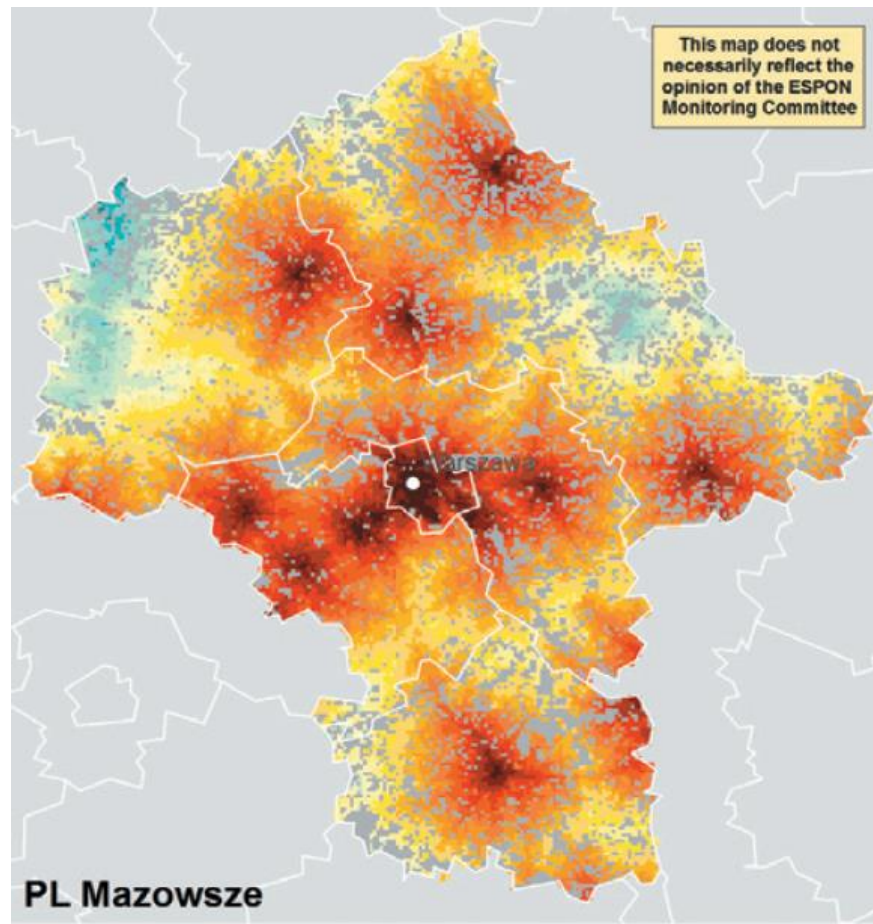 This map does not
necessarily reflect the
opinion of the ESPON
Monitoring Committee
Warszawa
PL Mazowsze